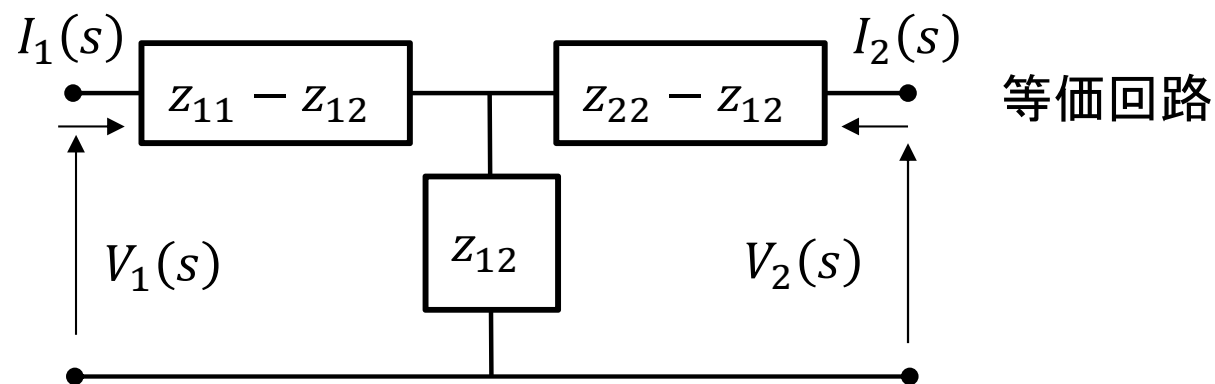 I₁(s)
z₁₁ − z₁₂
z₂₂ − z₁₂
I₂(s)
等価回路
z₁₂
V₁(s)
V₂(s)